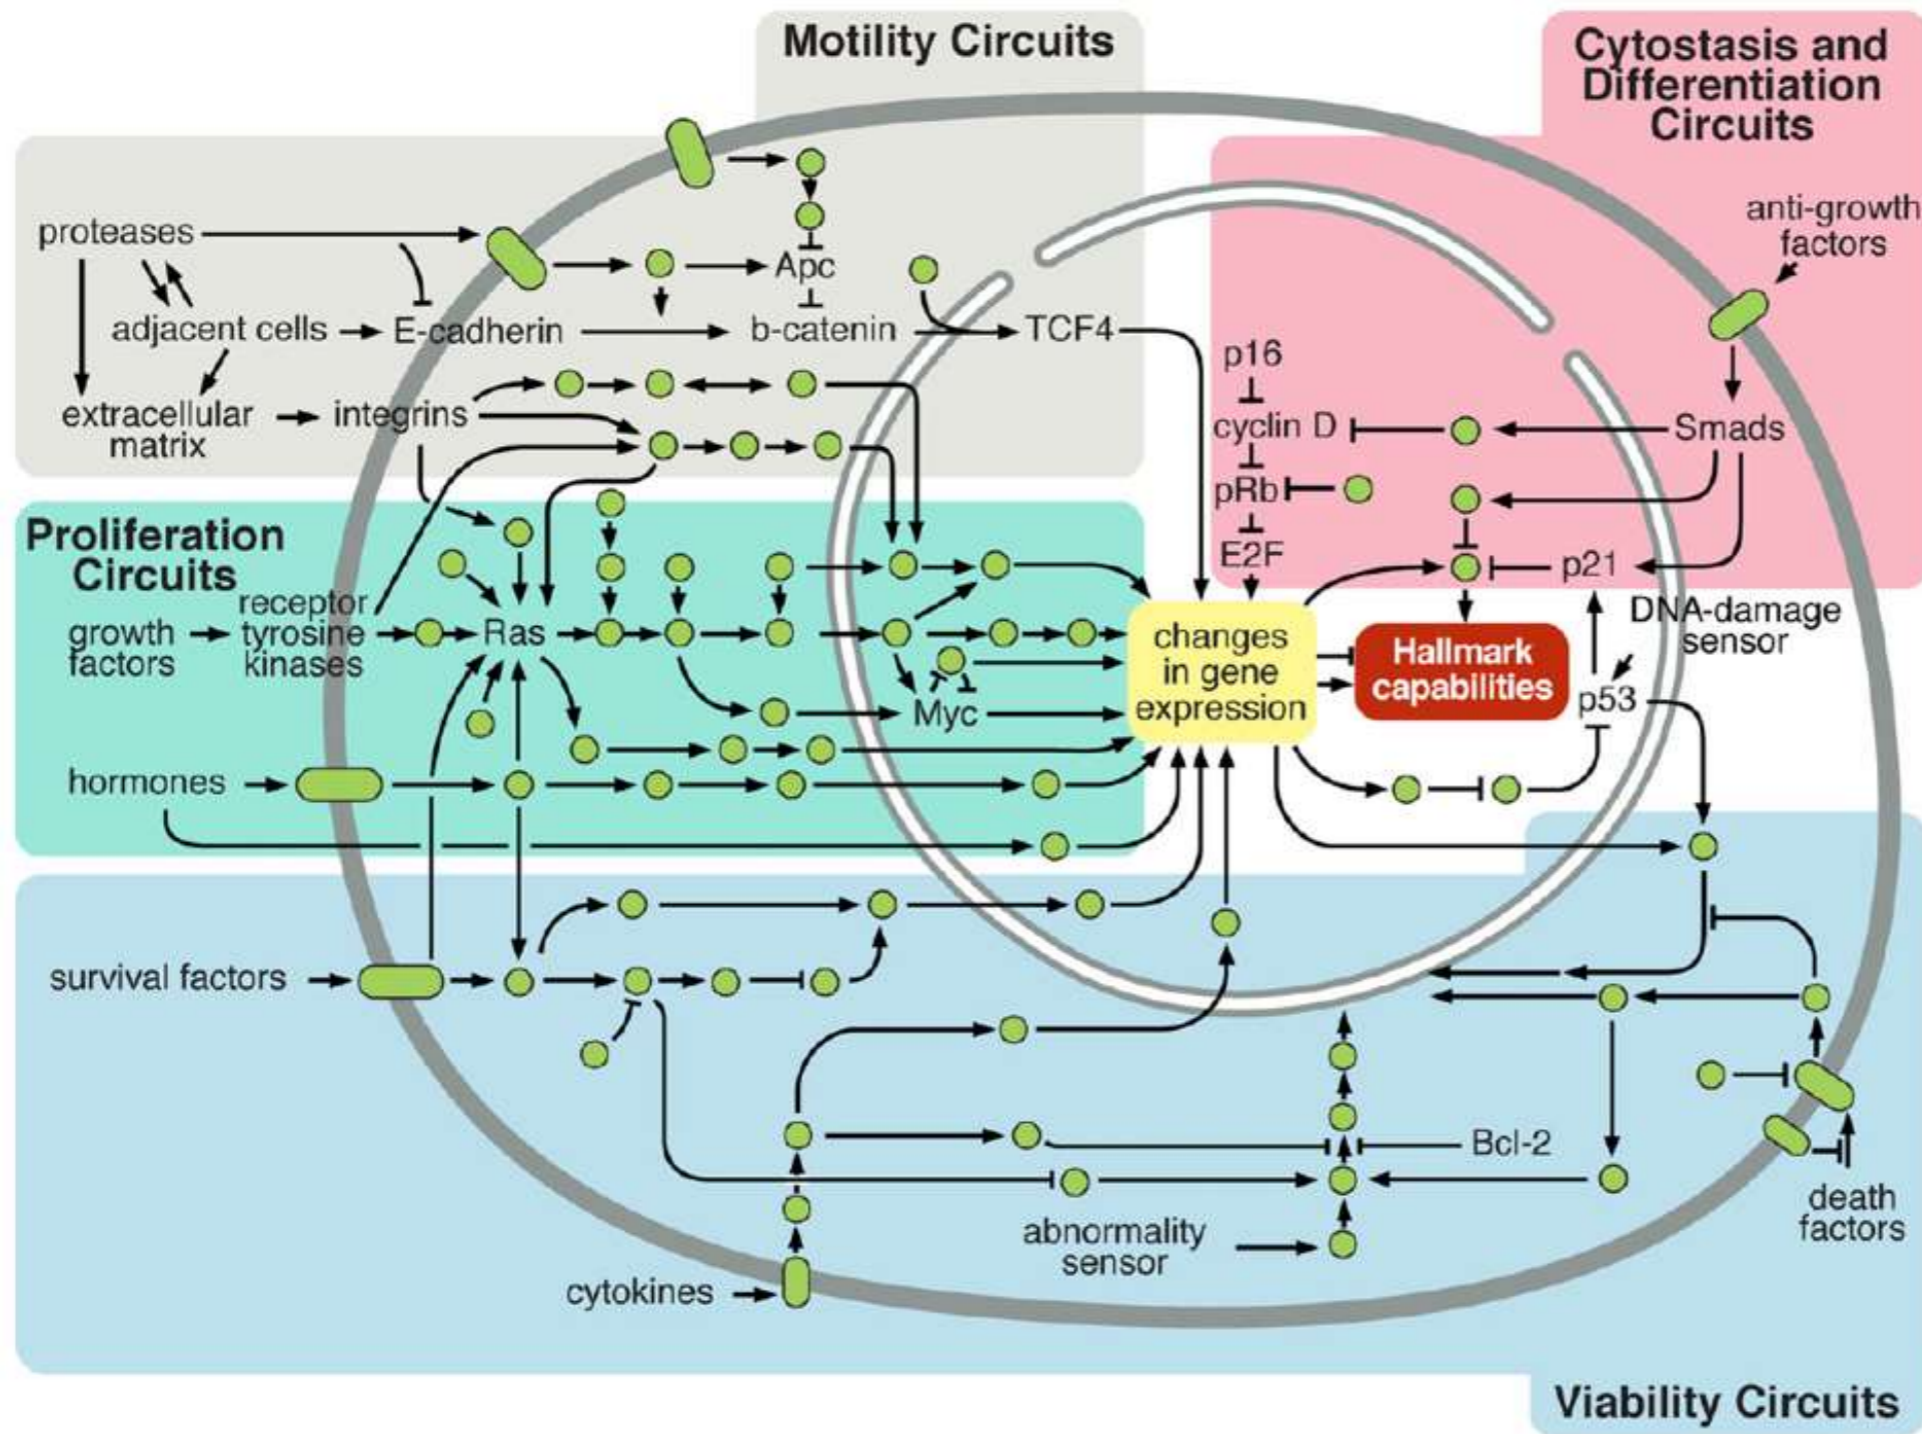 Motility Circuits
Cytostasis and
Differentiation
Circuits
proteases
Apc
anti-growth
factors
adjacent cells
E-cadherin
b-catenin
TCF4
p16
extracellular
matrix
integrins
cyclin D
Smads
pRb
Proliferation
Circuits
E2F
p21
growth
factors
receptor
tyrosine
kinases
Ras
changes
in gene
expression
Hallmark
capabilities
DNA-damage
sensor
p53
Myc
hormones
survival factors
Bcl-2
abnormality
sensor
death
factors
cytokines
Viability Circuits